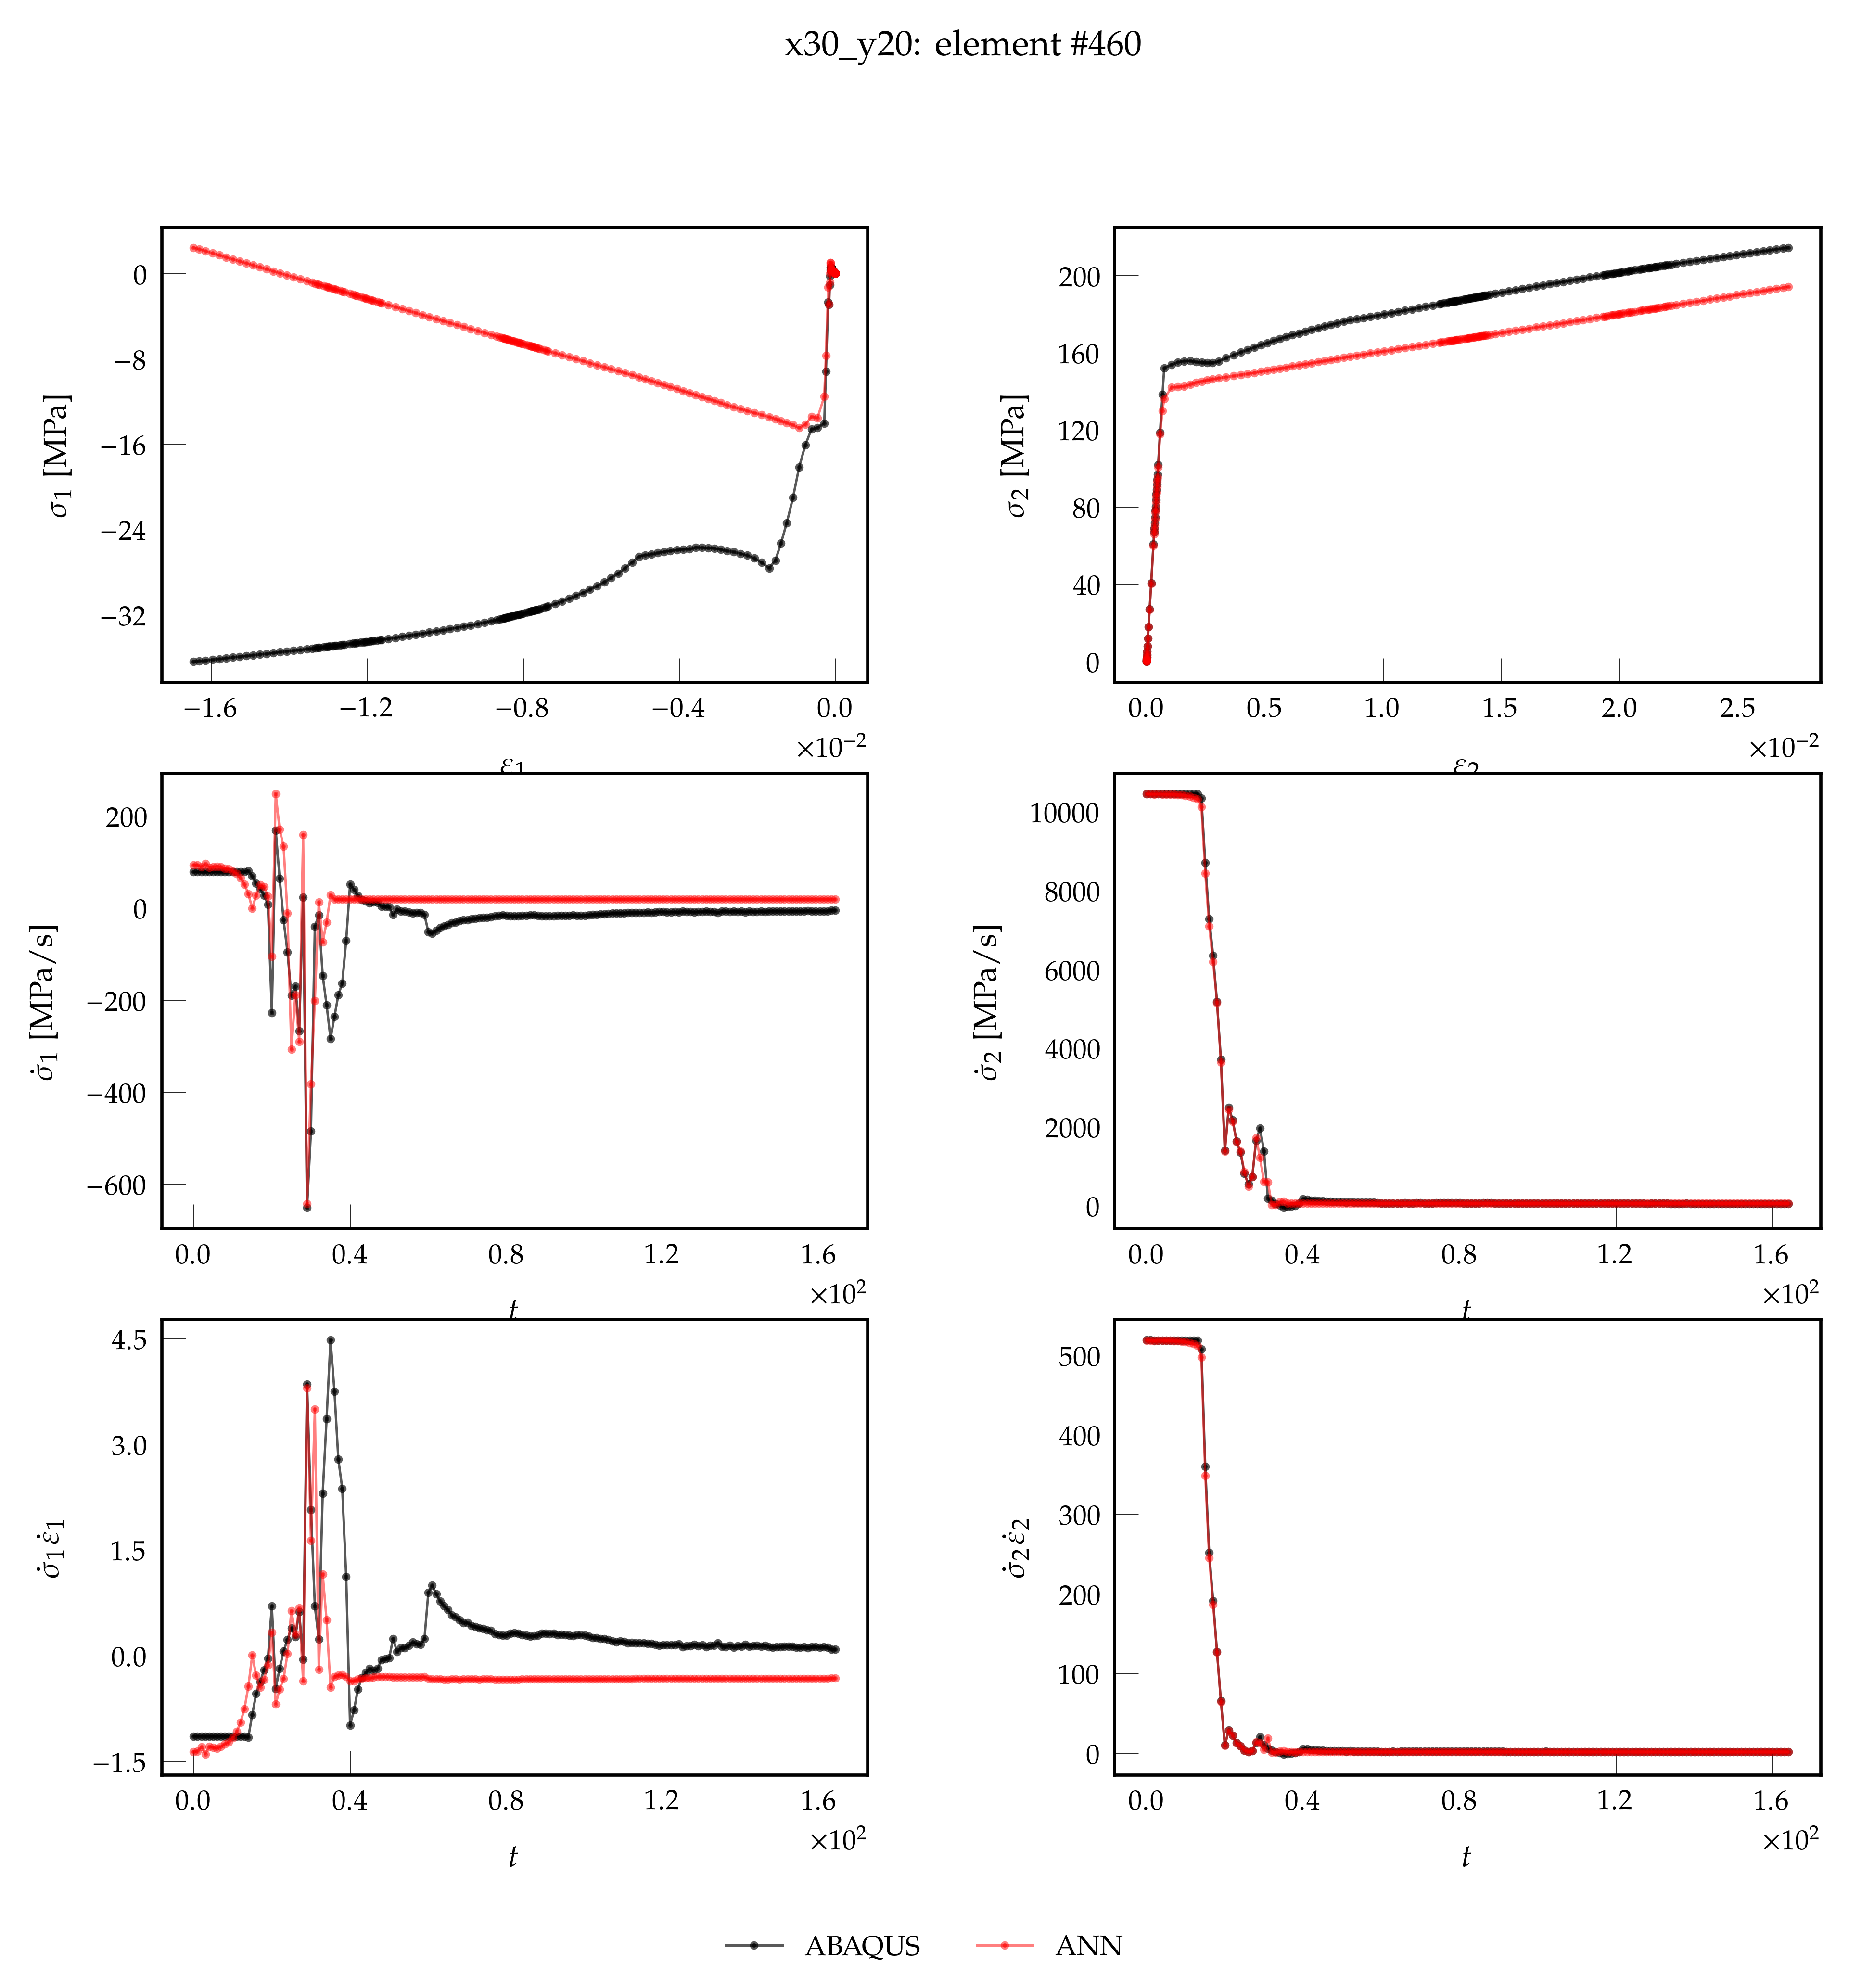 x30_y20: element #460
σ₁ [MPa]
0
−8
−16
−24
−32
−1.6 −1.2 −0.8 −0.4 0.0
×10⁻²
ε₁
σ₂ [MPa]
200
160
120
80
40
0
0.0 0.5 1.0 1.5 2.0 2.5
×10⁻²
ε₂
σ̇₁ [MPa/s]
200
0
−200
−400
−600
0.0 0.4 0.8 1.2 1.6
×10²
t
σ̇₂ [MPa/s]
10000
8000
6000
4000
2000
0
0.0 0.4 0.8 1.2 1.6
×10²
t
σ̇₁ε̇₁
4.5
3.0
1.5
0.0
−1.5
0.0 0.4 0.8 1.2 1.6
×10²
t
σ̇₂ε̇₂
500
400
300
200
100
0
0.0 0.4 0.8 1.2 1.6
×10²
t
ABAQUS ANN